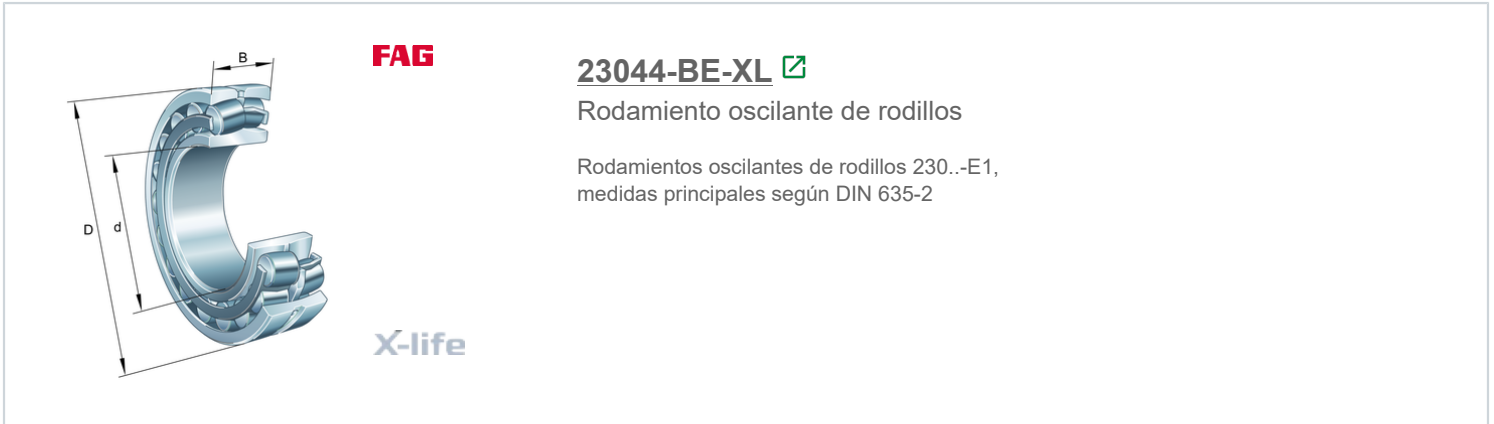 FAG
B
D
d
X-life
23044-BE-XL
Rodamiento oscilante de rodillos
Rodamientos oscilantes de rodillos 230..-E1,
medidas principales según DIN 635-2